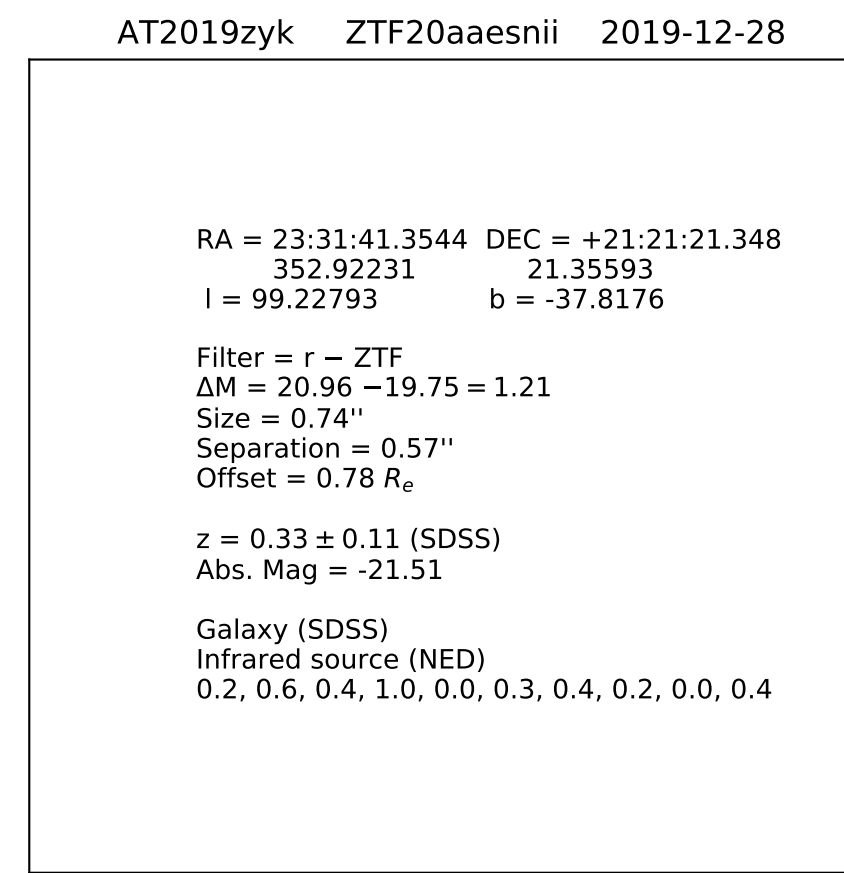 AT2019zyk ZTF20aaesnii 2019-12-28
RA = 23:31:41.3544 DEC = +21:21:21.348
352.92231 21.35593
l = 99.22793 b = -37.8176
Filter = r − ZTF
ΔM = 20.96 −19.75 = 1.21
Size = 0.74''
Separation = 0.57''
Offset = 0.78 Re
z = 0.33 ± 0.11 (SDSS)
Abs. Mag = -21.51
Galaxy (SDSS)
Infrared source (NED)
0.2, 0.6, 0.4, 1.0, 0.0, 0.3, 0.4, 0.2, 0.0, 0.4